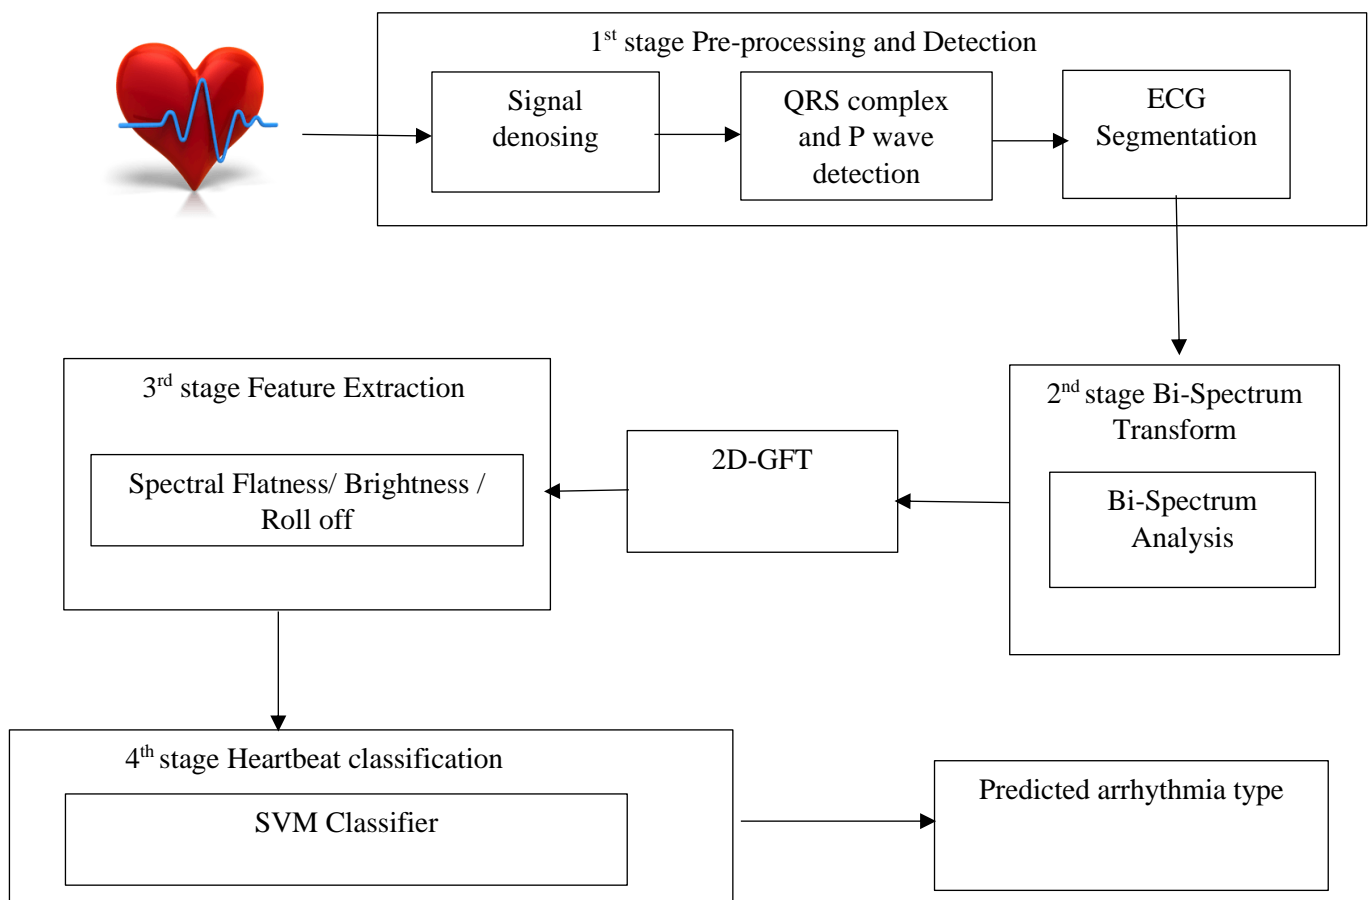 1st stage Pre-processing and Detection
Signal
denosing
QRS complex
and P wave
detection
ECG
Segmentation
2nd stage Bi-Spectrum
Transform
Bi-Spectrum
Analysis
2D-GFT
3rd stage Feature Extraction
Spectral Flatness/ Brightness /
Roll off
4th stage Heartbeat classification
SVM Classifier
Predicted arrhythmia type